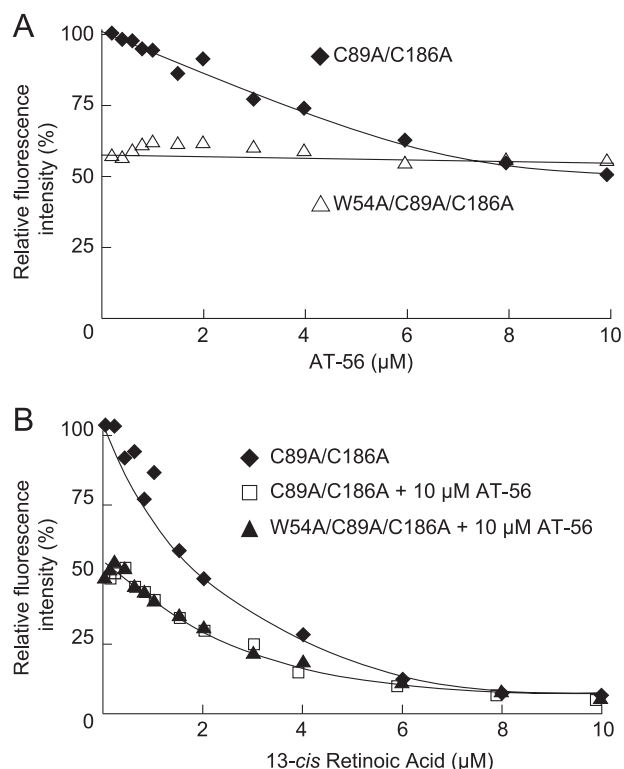 A
100
75
50
25
0
Relative fluorescence
intensity (%)
C89A/C186A
W54A/C89A/C186A
2
4
6
8
10
AT-56 (µM)
B
100
75
50
25
0
Relative fluorescence
intensity (%)
C89A/C186A
C89A/C186A + 10 µM AT-56
W54A/C89A/C186A + 10 µM AT-56
2
4
6
8
10
13-cis Retinoic Acid (µM)